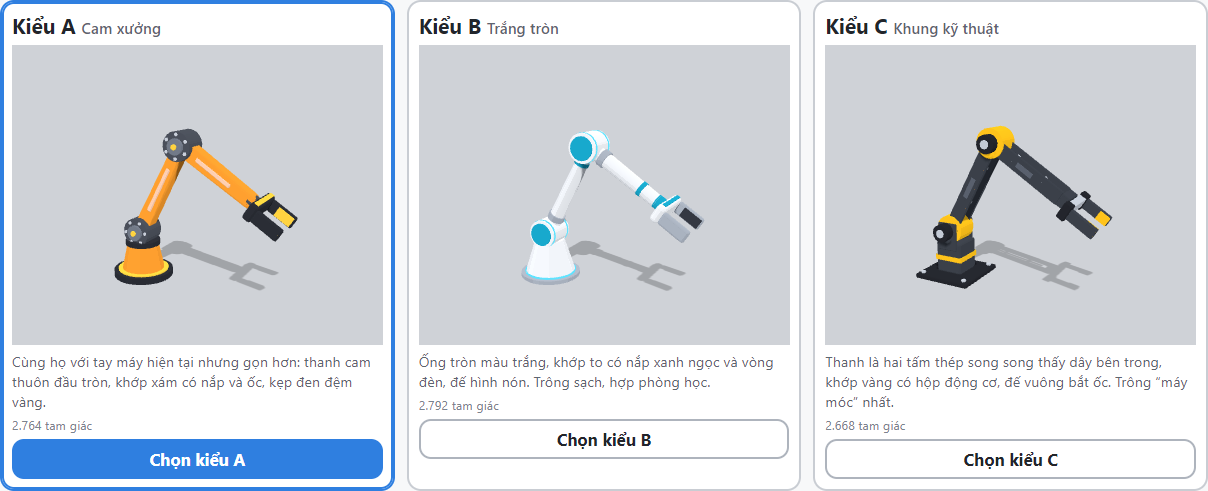 Kiểu A Cam xưởng
Cùng họ với tay máy hiện tại nhưng gọn hơn: thanh cam
thuôn đầu tròn, khớp xám có nắp và ốc, kẹp đen đệm
vàng.
2.764 tam giác
Chọn kiểu A
Kiểu B Trắng tròn
Ống tròn màu trắng, khớp to có nắp xanh ngọc và vòng
đèn, đế hình nón. Trông sạch, hợp phòng học.
2.792 tam giác
Chọn kiểu B
Kiểu C Khung kỹ thuật
Thanh là hai tấm thép song song thấy dây bên trong,
khớp vàng có hộp động cơ, đế vuông bắt ốc. Trông “máy
móc” nhất.
2.668 tam giác
Chọn kiểu C